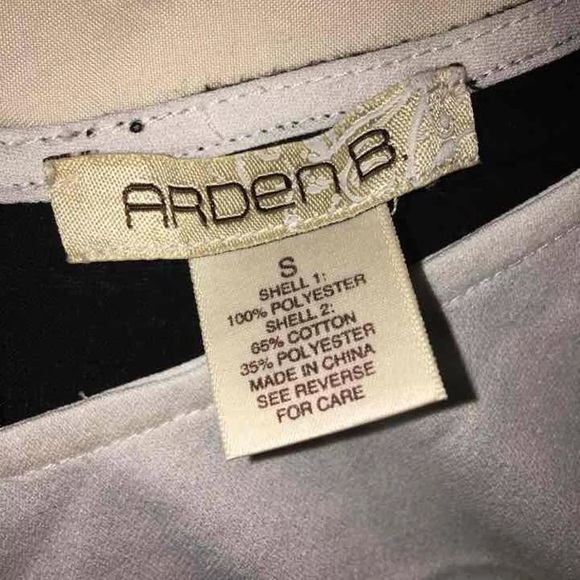 ARDEN B.
S
SHELL 1:
100% POLYESTER
SHELL 2:
65% COTTON
35% POLYESTER
MADE IN CHINA
SEE REVERSE
FOR CARE